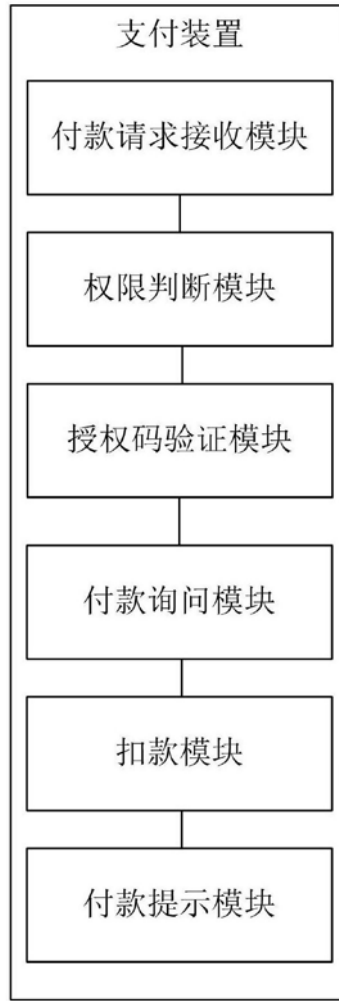 支付装置
付款请求接收模块
权限判断模块
授权码验证模块
付款询问模块
扣款模块
付款提示模块